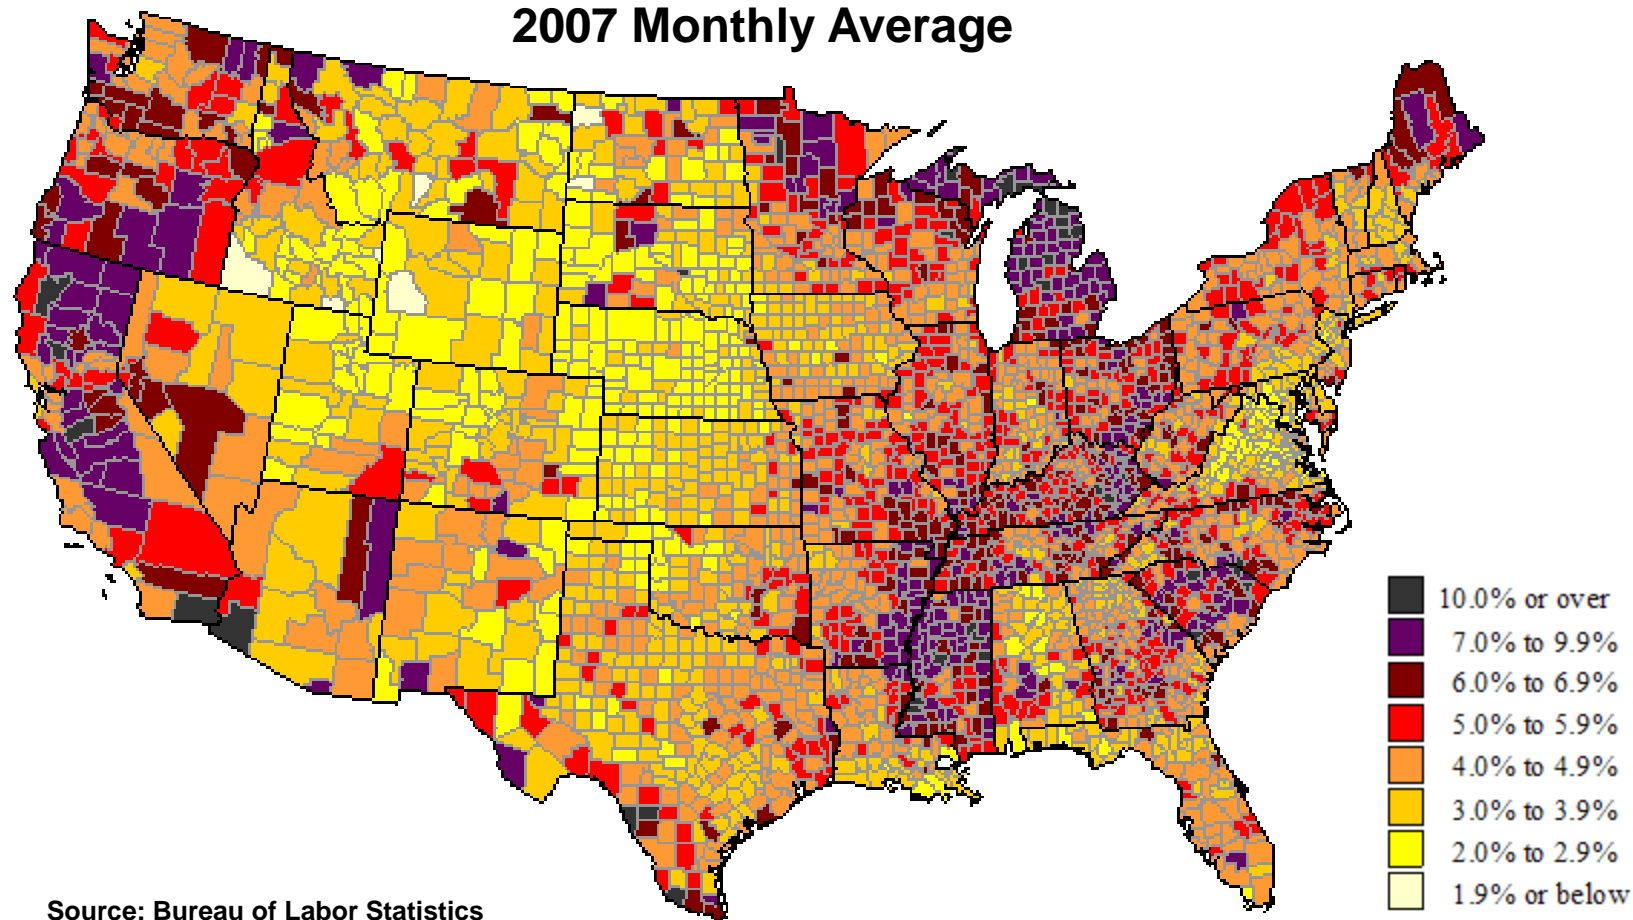 2007 Monthly Average
10.0% or over
7.0% to 9.9%
6.0% to 6.9%
5.0% to 5.9%
4.0% to 4.9%
3.0% to 3.9%
2.0% to 2.9%
1.9% or below
Source: Bureau of Labor Statistics